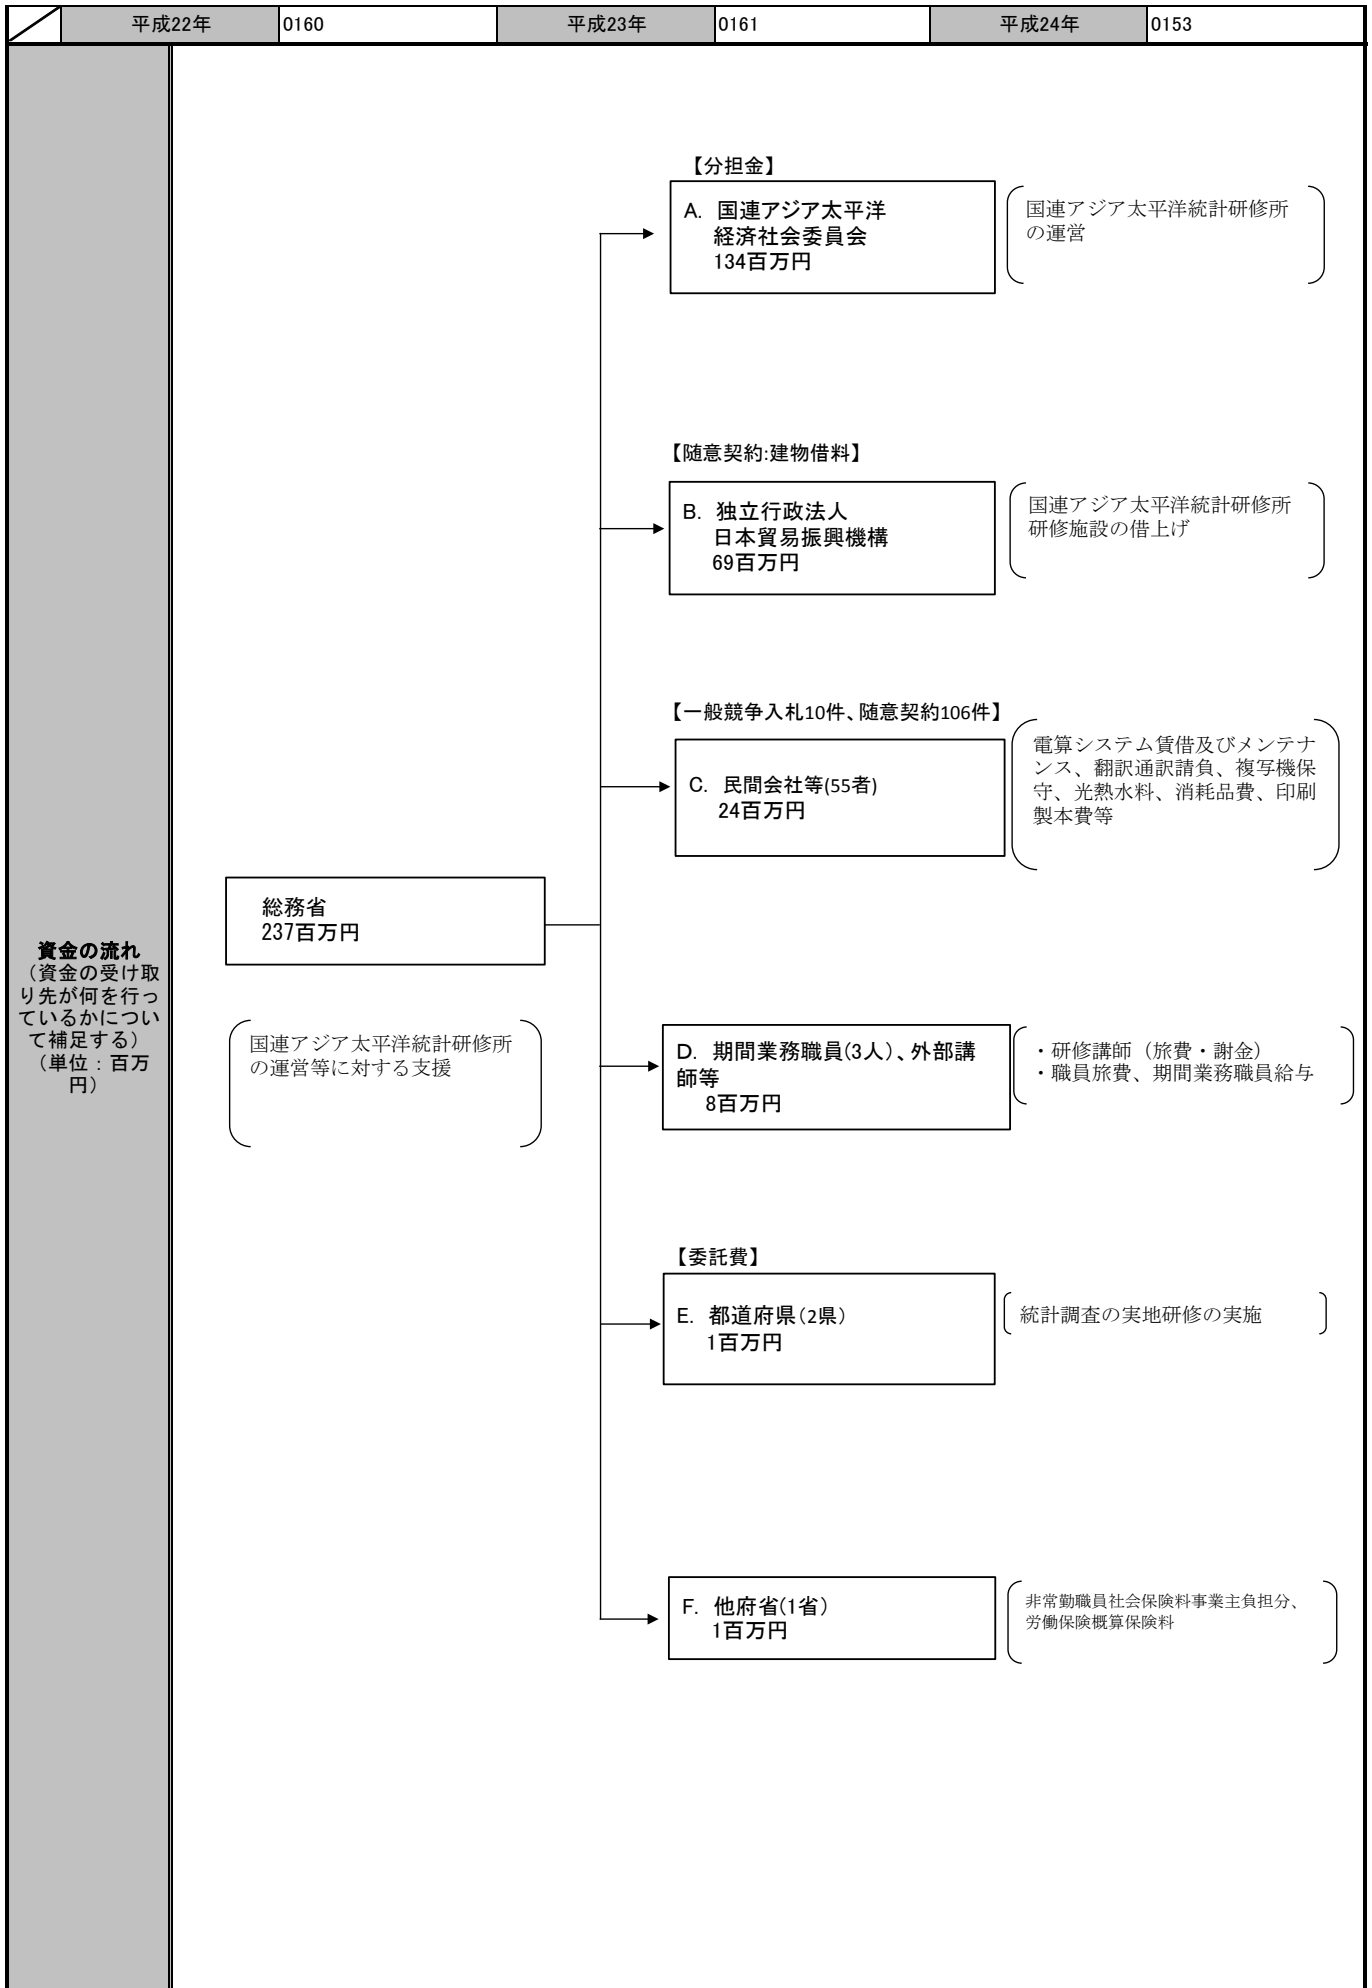 平成22年 0160 平成23年 0161 平成24年 0153
資金の流れ
（資金の受け取
り先が何を行っ
ているかについ
て補足する）
（単位：百万
円）
総務省
237百万円
国連アジア太平洋統計研修所
の運営等に対する支援
【分担金】
A. 国連アジア太平洋
経済社会委員会
134百万円
国連アジア太平洋統計研修所
の運営
【随意契約:建物借料】
B. 独立行政法人
日本貿易振興機構
69百万円
国連アジア太平洋統計研修所
研修施設の借上げ
【一般競争入札10件、随意契約106件】
C. 民間会社等(55者)
24百万円
電算システム賃借及びメンテナ
ンス、翻訳通訳請負、複写機保
守、光熱水料、消耗品費、印刷
製本費等
D. 期間業務職員(3人)、外部講
師等
8百万円
・研修講師（旅費・謝金）
・職員旅費、期間業務職員給与
【委託費】
E. 都道府県（2県）
1百万円
統計調査の実地研修の実施
F. 他府省(1省）
1百万円
非常勤職員社会保険料事業主負担分、
労働保険概算保険料